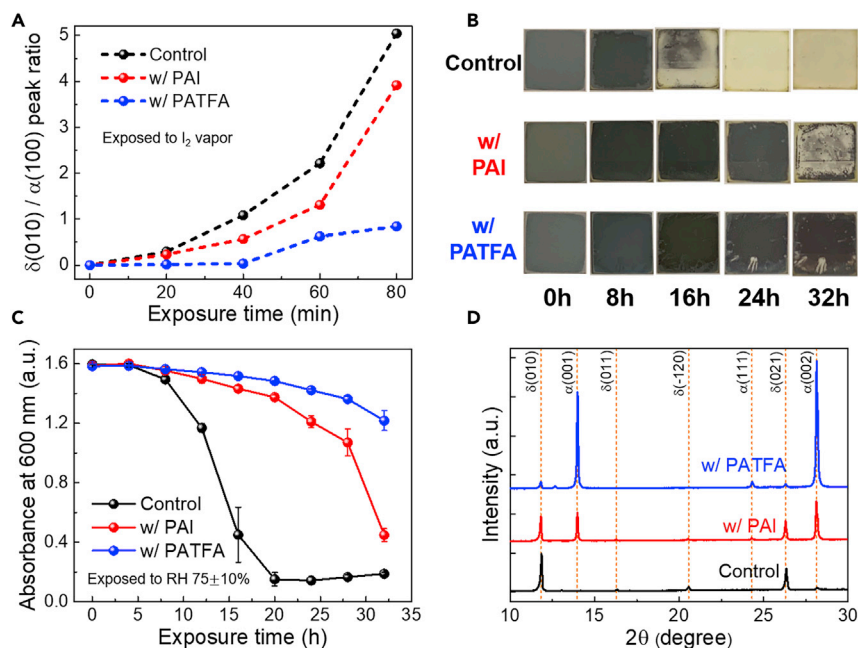 A
δ(010) / α(100) peak ratio
5
4
3
2
1
0
Control
w/ PAI
w/ PATFA
Exposed to I₂ vapor
0 20 40 60 80
Exposure time (min)
B
Control
w/
PAI
w/
PATFA
0h 8h 16h 24h 32h
C
Absorbance at 600 nm (a.u.)
1.6
1.2
0.8
0.4
0.0
Control
w/ PAI
w/ PATFA
Exposed to RH 75±10%
0 5 10 15 20 25 30 35
Exposure time (h)
D
Intensity (a.u.)
δ(010)
α(001)
δ(011)
δ(-120)
α(111)
δ(021)
α(002)
w/ PATFA
w/ PAI
Control
10 15 20 25 30
2θ (degree)